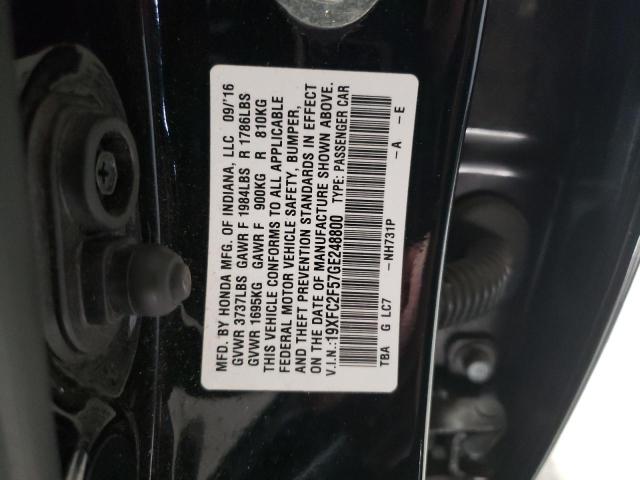 MFD. BY HONDA MFG. OF INDIANA, LLC 09/'16
GVWR 3737LBS GAWR F 1984LBS R 1786LBS
GVWR 1695KG GAWR F 900KG R 810KG
THIS VEHICLE CONFORMS TO ALL APPLICABLE
FEDERAL MOTOR VEHICLE SAFETY, BUMPER,
AND THEFT PREVENTION STANDARDS IN EFFECT
ON THE DATE OF MANUFACTURE SHOWN ABOVE.
V.I.N.:19XFC2F57GE248800 TYPE: PASSENGER CAR
TBA G LC7 -NH731P -A -E